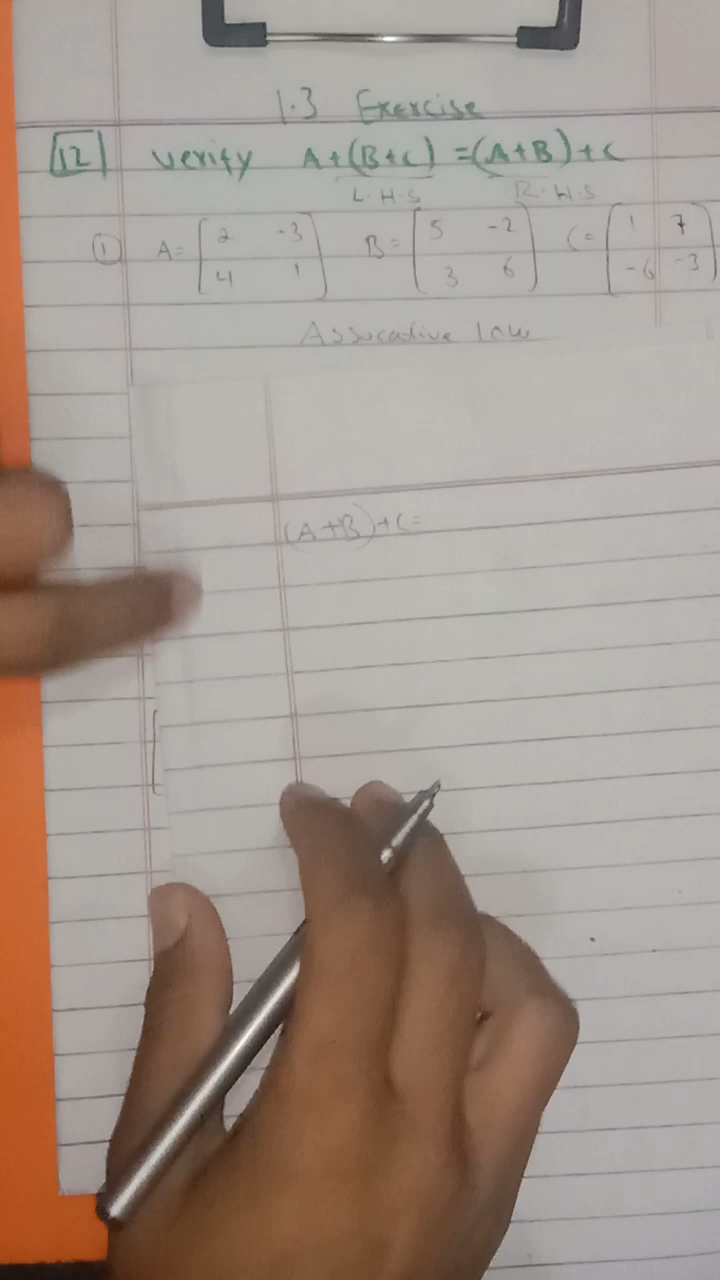 1.3 Exercise
12 verify A+(B+C) =(A+B)+C
L.H.S R.H.S
① A= [2 -3 B= [5 -2 C= [1 7
4 1] 3 6] -6 -3]
Assocative law
(A+B)+C=